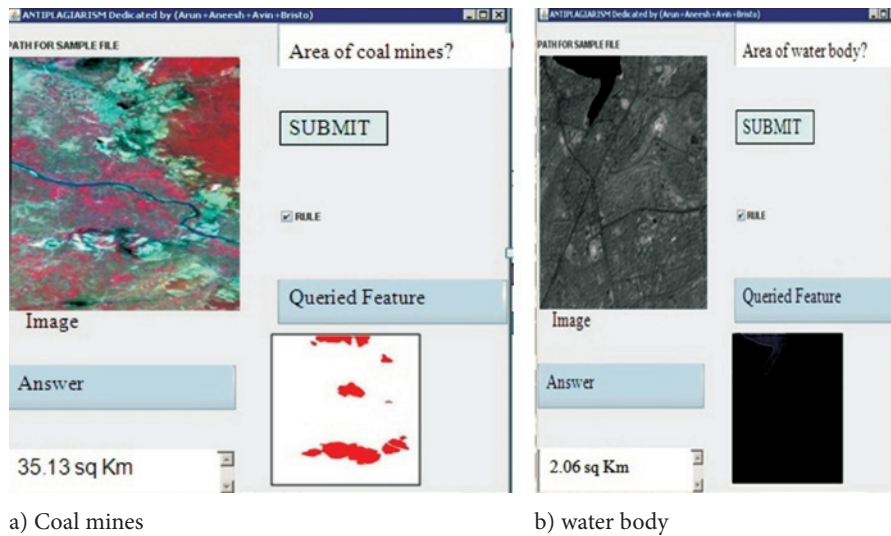 ANTIPLAGIARISM Dedicated by (Arun+Aneesh+Avin+Bristo)
PATH FOR SAMPLE FILE
Area of coal mines?
SUBMIT
RULE
Queried Feature
Image
Answer
35.13 sq Km
a) Coal mines
ANTIPLAGIARISM Dedicated by (Arun+Aneesh+Avin+Bristo)
PATH FOR SAMPLE FILE
Area of water body?
SUBMIT
RULE
Queried Feature
Image
Answer
2.06 sq Km
b) water body